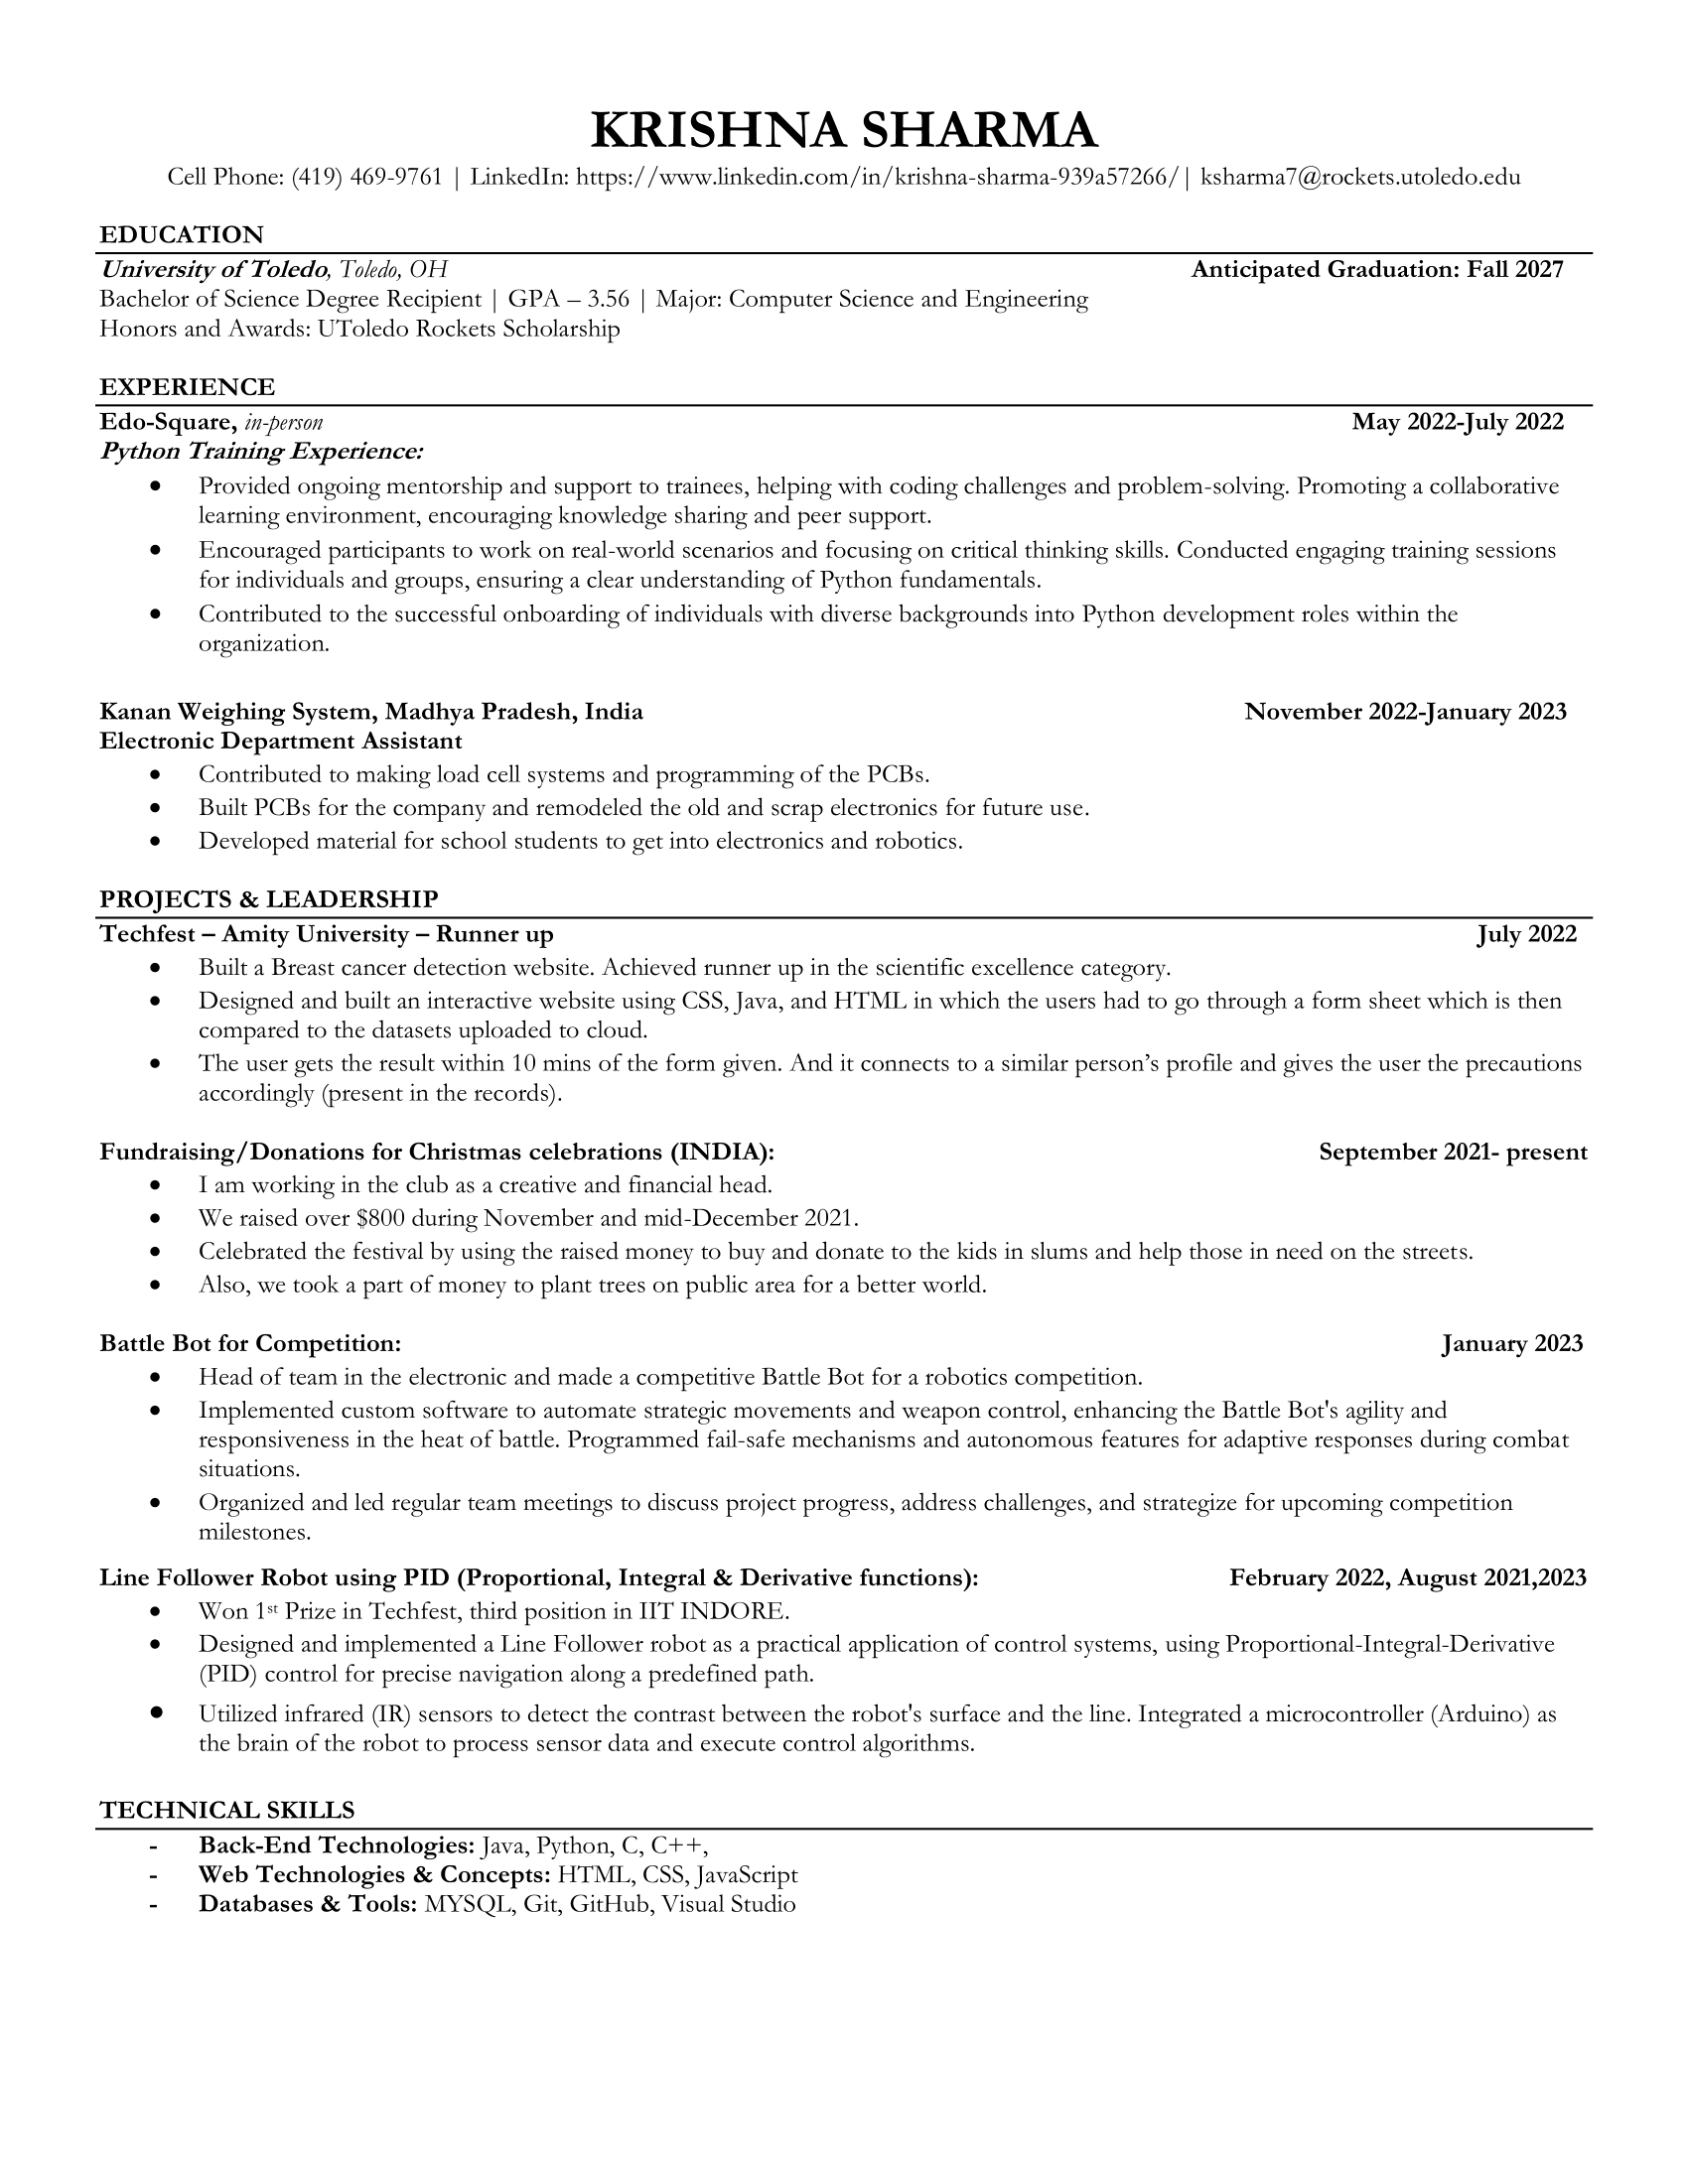 KRISHNA SHARMA
Cell Phone: (419) 469-9761 | LinkedIn: https://www.linkedin.com/in/krishna-sharma-939a57266/| ksharma7@rockets.utoledo.edu
EDUCATION
University of Toledo, Toledo, OH Anticipated Graduation: Fall 2027
Bachelor of Science Degree Recipient | GPA – 3.56 | Major: Computer Science and Engineering
Honors and Awards: UToledo Rockets Scholarship
EXPERIENCE
Edo-Square, in-person May 2022-July 2022
Python Training Experience:
• Provided ongoing mentorship and support to trainees, helping with coding challenges and problem-solving. Promoting a collaborative
learning environment, encouraging knowledge sharing and peer support.
• Encouraged participants to work on real-world scenarios and focusing on critical thinking skills. Conducted engaging training sessions
for individuals and groups, ensuring a clear understanding of Python fundamentals.
• Contributed to the successful onboarding of individuals with diverse backgrounds into Python development roles within the
organization.
Kanan Weighing System, Madhya Pradesh, India November 2022-January 2023
Electronic Department Assistant
• Contributed to making load cell systems and programming of the PCBs.
• Built PCBs for the company and remodeled the old and scrap electronics for future use.
• Developed material for school students to get into electronics and robotics.
PROJECTS & LEADERSHIP
Techfest – Amity University – Runner up July 2022
• Built a Breast cancer detection website. Achieved runner up in the scientific excellence category.
• Designed and built an interactive website using CSS, Java, and HTML in which the users had to go through a form sheet which is then
compared to the datasets uploaded to cloud.
• The user gets the result within 10 mins of the form given. And it connects to a similar person’s profile and gives the user the precautions
accordingly (present in the records).
Fundraising/Donations for Christmas celebrations (INDIA): September 2021- present
• I am working in the club as a creative and financial head.
• We raised over $800 during November and mid-December 2021.
• Celebrated the festival by using the raised money to buy and donate to the kids in slums and help those in need on the streets.
• Also, we took a part of money to plant trees on public area for a better world.
Battle Bot for Competition: January 2023
• Head of team in the electronic and made a competitive Battle Bot for a robotics competition.
• Implemented custom software to automate strategic movements and weapon control, enhancing the Battle Bot's agility and
responsiveness in the heat of battle. Programmed fail-safe mechanisms and autonomous features for adaptive responses during combat
situations.
• Organized and led regular team meetings to discuss project progress, address challenges, and strategize for upcoming competition
milestones.
Line Follower Robot using PID (Proportional, Integral & Derivative functions): February 2022, August 2021,2023
• Won 1st Prize in Techfest, third position in IIT INDORE.
• Designed and implemented a Line Follower robot as a practical application of control systems, using Proportional-Integral-Derivative
(PID) control for precise navigation along a predefined path.
• Utilized infrared (IR) sensors to detect the contrast between the robot's surface and the line. Integrated a microcontroller (Arduino) as
the brain of the robot to process sensor data and execute control algorithms.
TECHNICAL SKILLS
- Back-End Technologies: Java, Python, C, C++,
- Web Technologies & Concepts: HTML, CSS, JavaScript
- Databases & Tools: MYSQL, Git, GitHub, Visual Studio